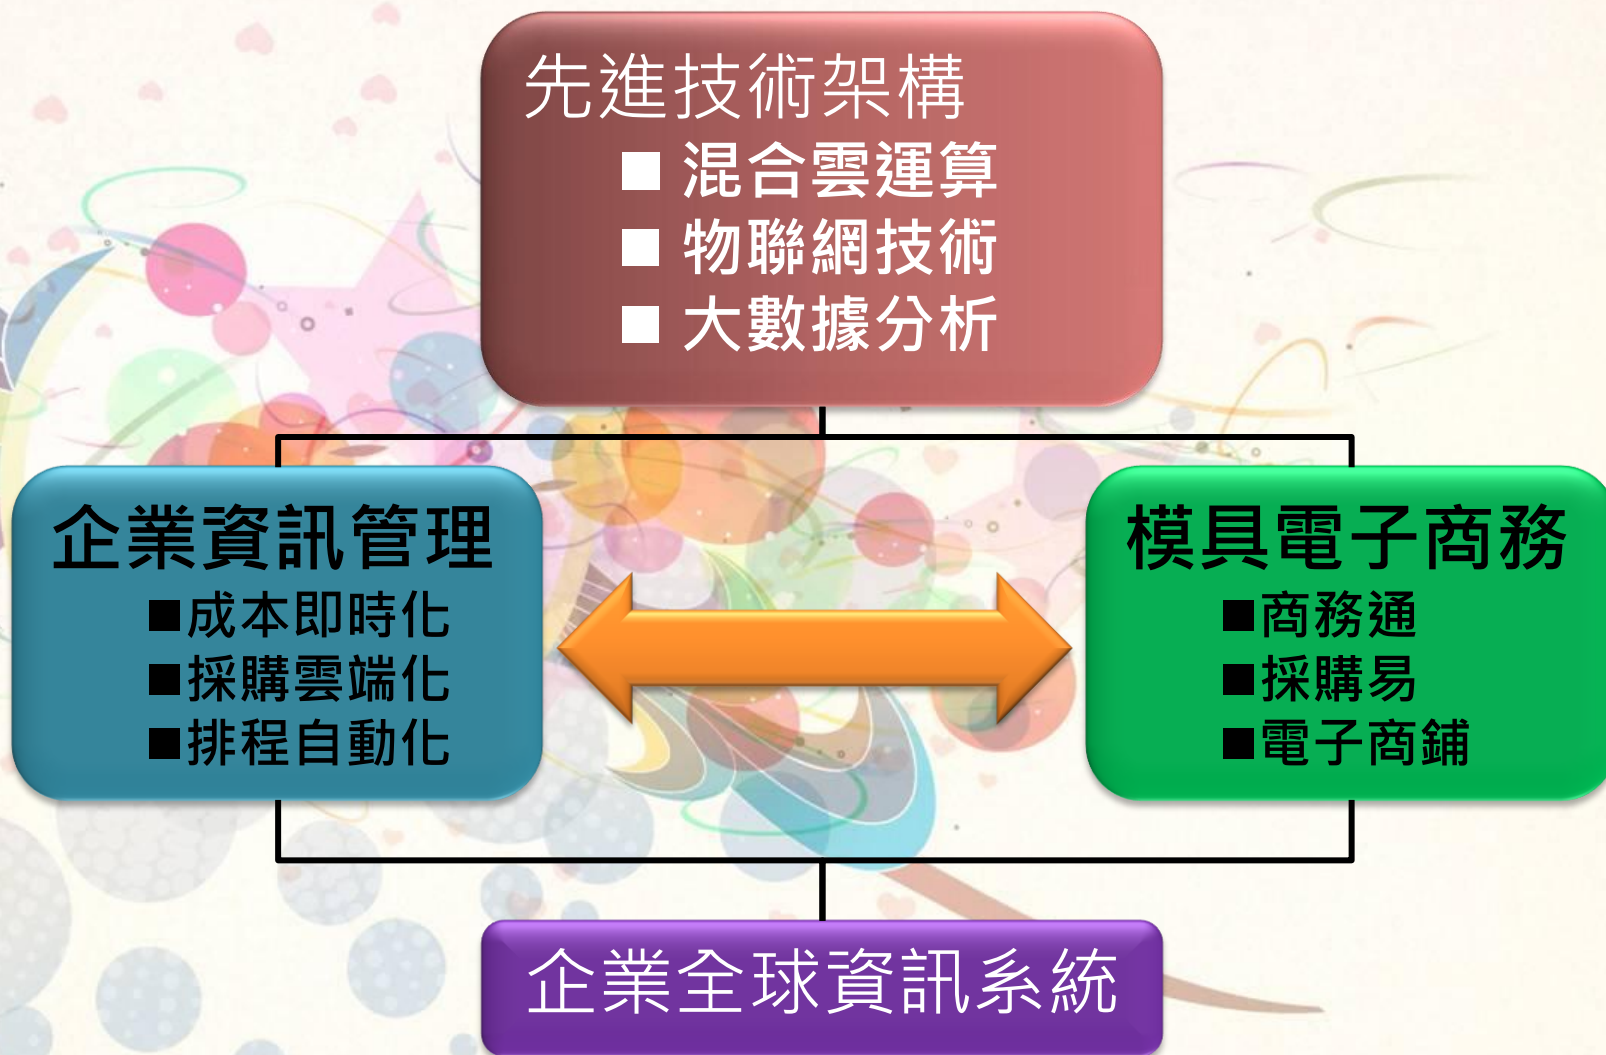 先進技術架構
■ 混合雲運算
■ 物聯網技術
■ 大數據分析
企業資訊管理
■成本即時化
■採購雲端化
■排程自動化
模具電子商務
■商務通
■採購易
■電子商鋪
企業全球資訊系統